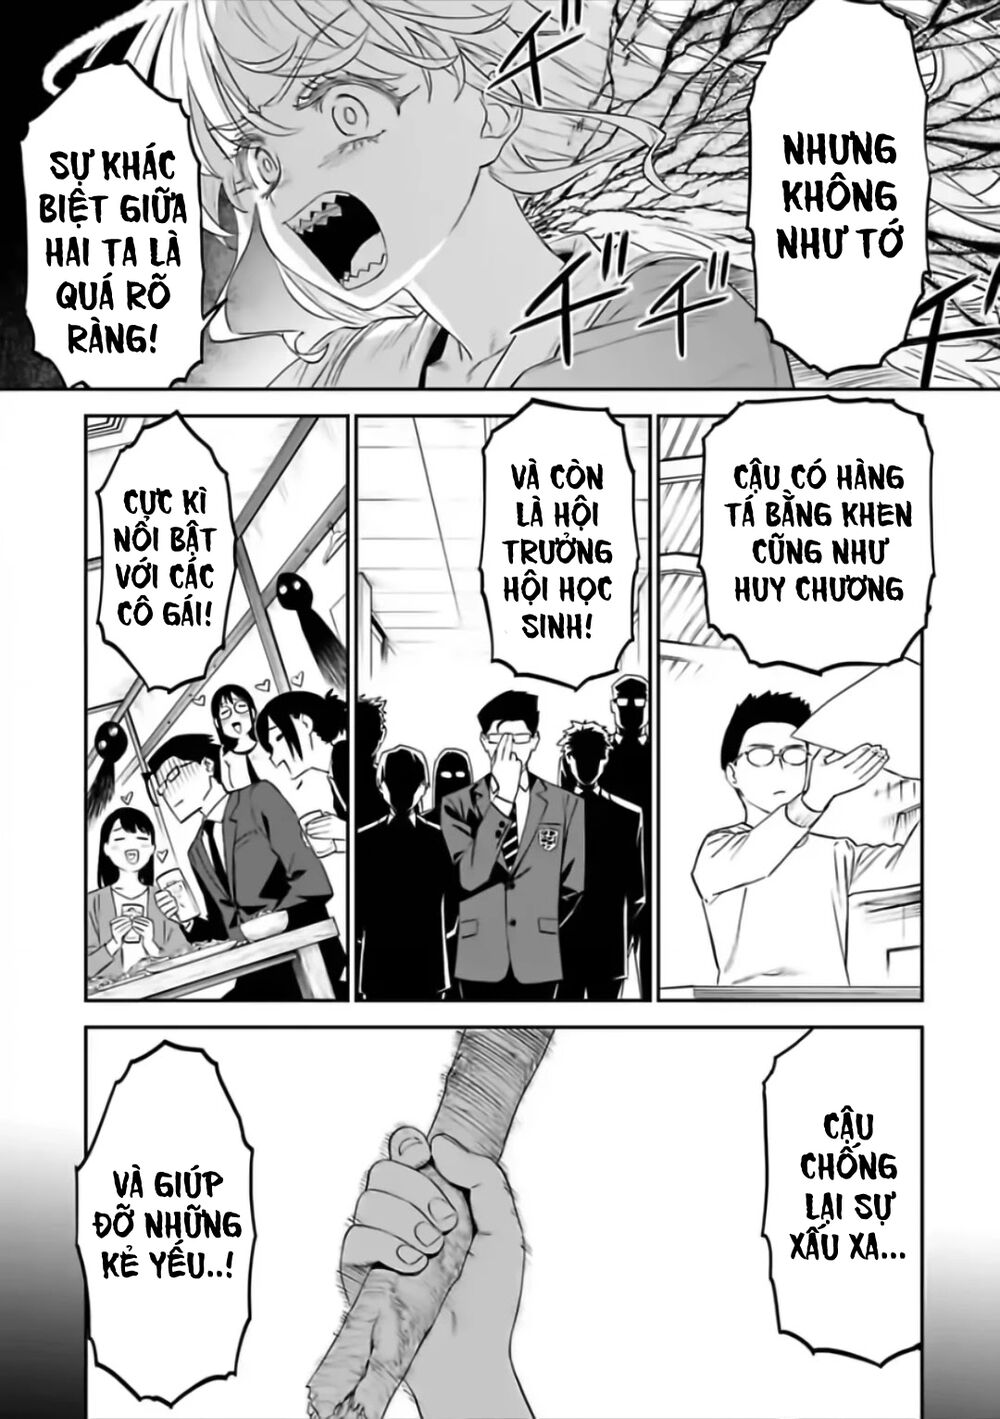 NHƯNG
KHÔNG
NHƯ TỚ
SỰ KHÁC
BIỆT GIỮA
HAI TA LÀ
QUÁ RÕ
RÀNG!
CẬU CÓ HÀNG
TÁ BẰNG KHEN
CŨNG NHƯ
HUY CHƯƠNG
VÀ CÒN
LÀ HỘI
TRƯỞNG
HỘI HỌC
SINH!
CỰC KÌ
NỔI BẬT
VỚI CÁC
CÔ GÁI!
CẬU
CHỐNG
LẠI SỰ
XẤU XA...
VÀ GIÚP
ĐỠ NHỮNG
KẺ YẾU..!